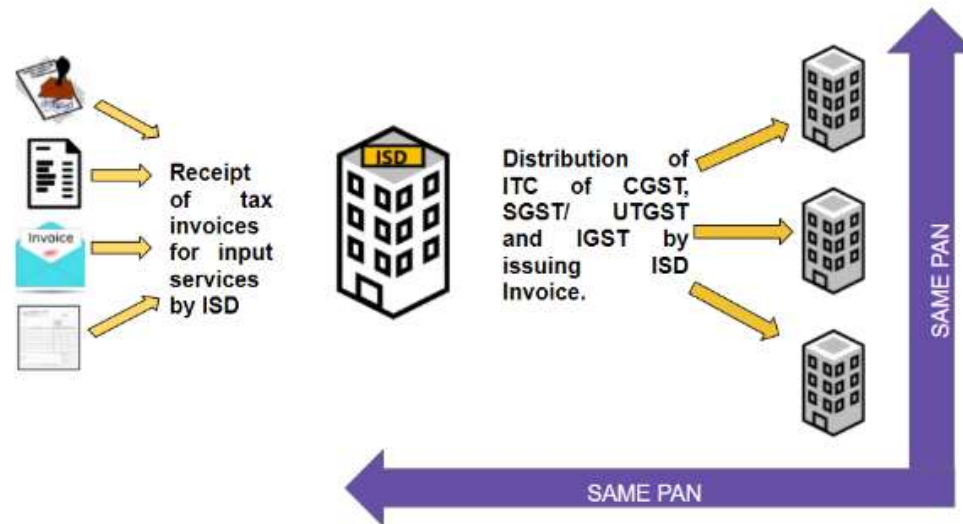 Receipt
of tax
invoices
for input
services
by ISD
Invoice
ISD
Distribution of
ITC of CGST,
SGST/ UTGST
and IGST by
issuing ISD
Invoice.
SAME PAN
SAME PAN